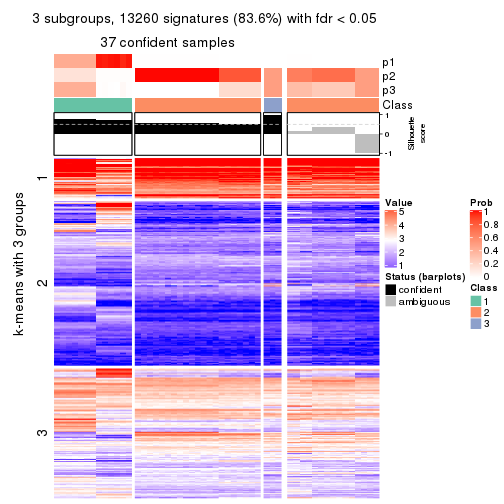 3 subgroups, 13260 signatures (83.6%) with fdr < 0.05
37 confident samples
p1
p2
p3
Class
1
0
-1
Silhouette
score
k-means with 3 groups
1
2
3
Value
5
4
3
2
1
Status (barplots)
confident
ambiguous
Prob
1
0.8
0.6
0.4
0.2
0
Class
1
2
3